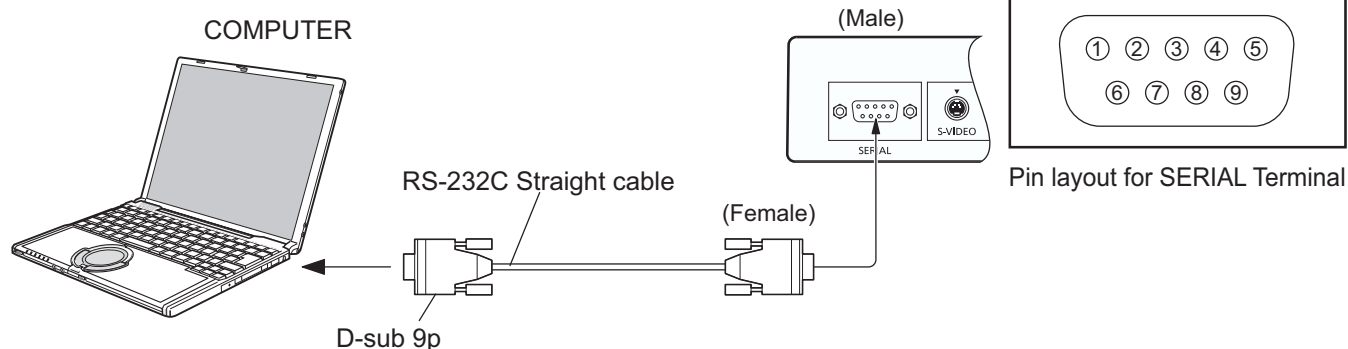 COMPUTER
(Male)
① ② ③ ④ ⑤
⑥ ⑦ ⑧ ⑨
S-VIDEO
SERIAL
Pin layout for SERIAL Terminal
RS-232C Straight cable
(Female)
D-sub 9p